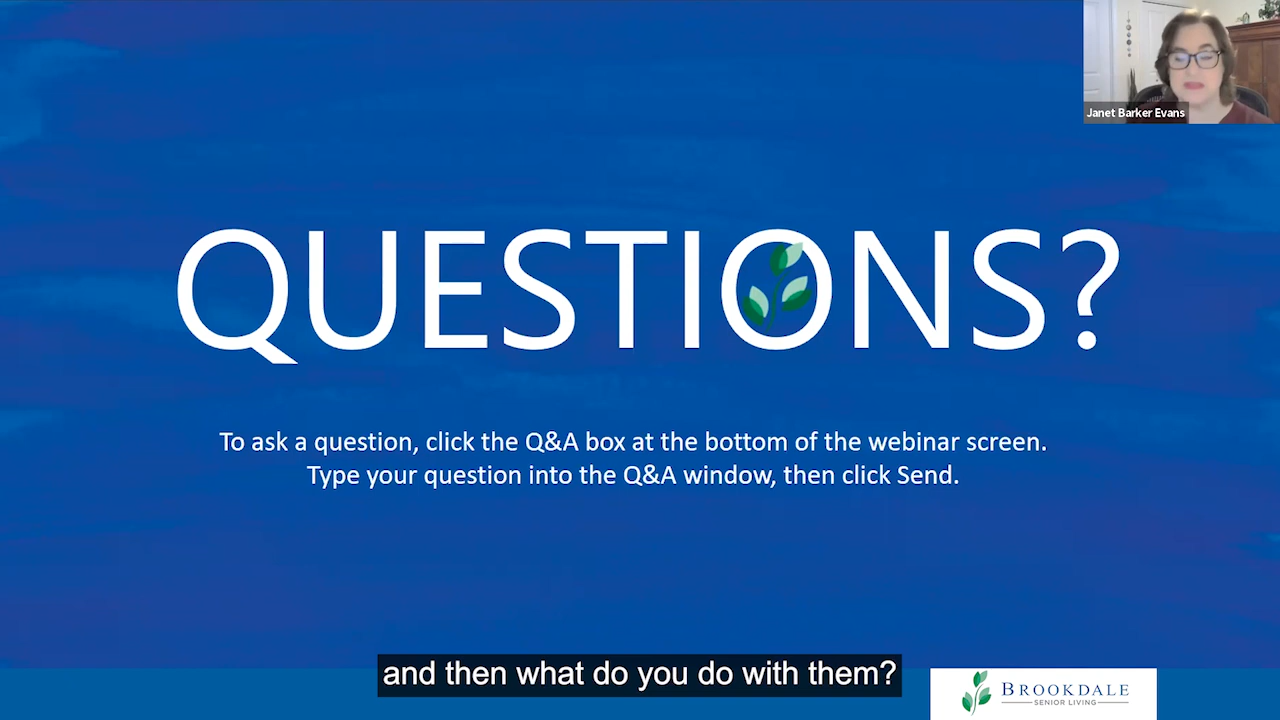 Janet Barker Evans
QUESTIONS?
To ask a question, click the Q&A box at the bottom of the webinar screen.
Type your question into the Q&A window, then click Send.
and then what do you do with them?
BROOKDALE
SENIOR LIVING